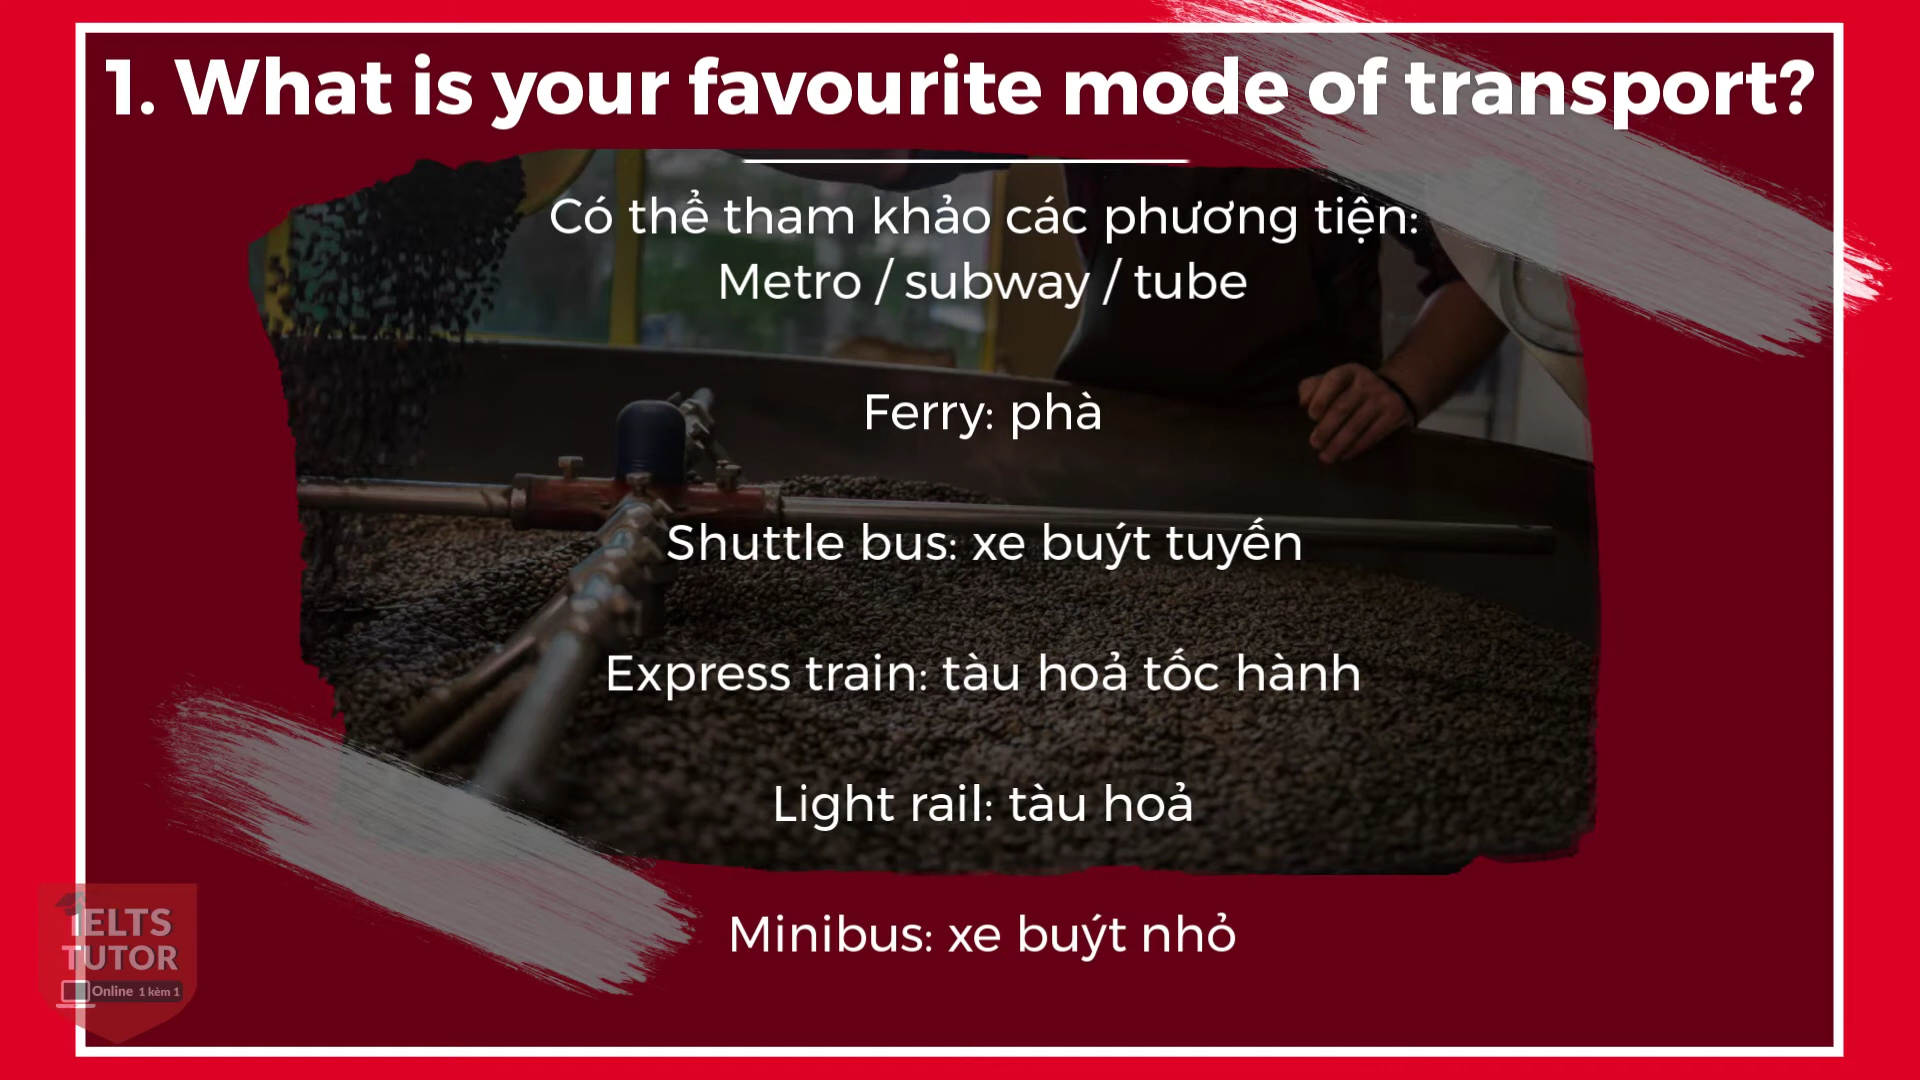 1. What is your favourite mode of transport?
Có thể tham khảo các phương tiện:
Metro / subway / tube
Ferry: phà
Shuttle bus: xe buýt tuyến
Express train: tàu hoả tốc hành
Light rail: tàu hoả
Minibus: xe buýt nhỏ
IELTS
TUTOR
Online 1 kèm 1